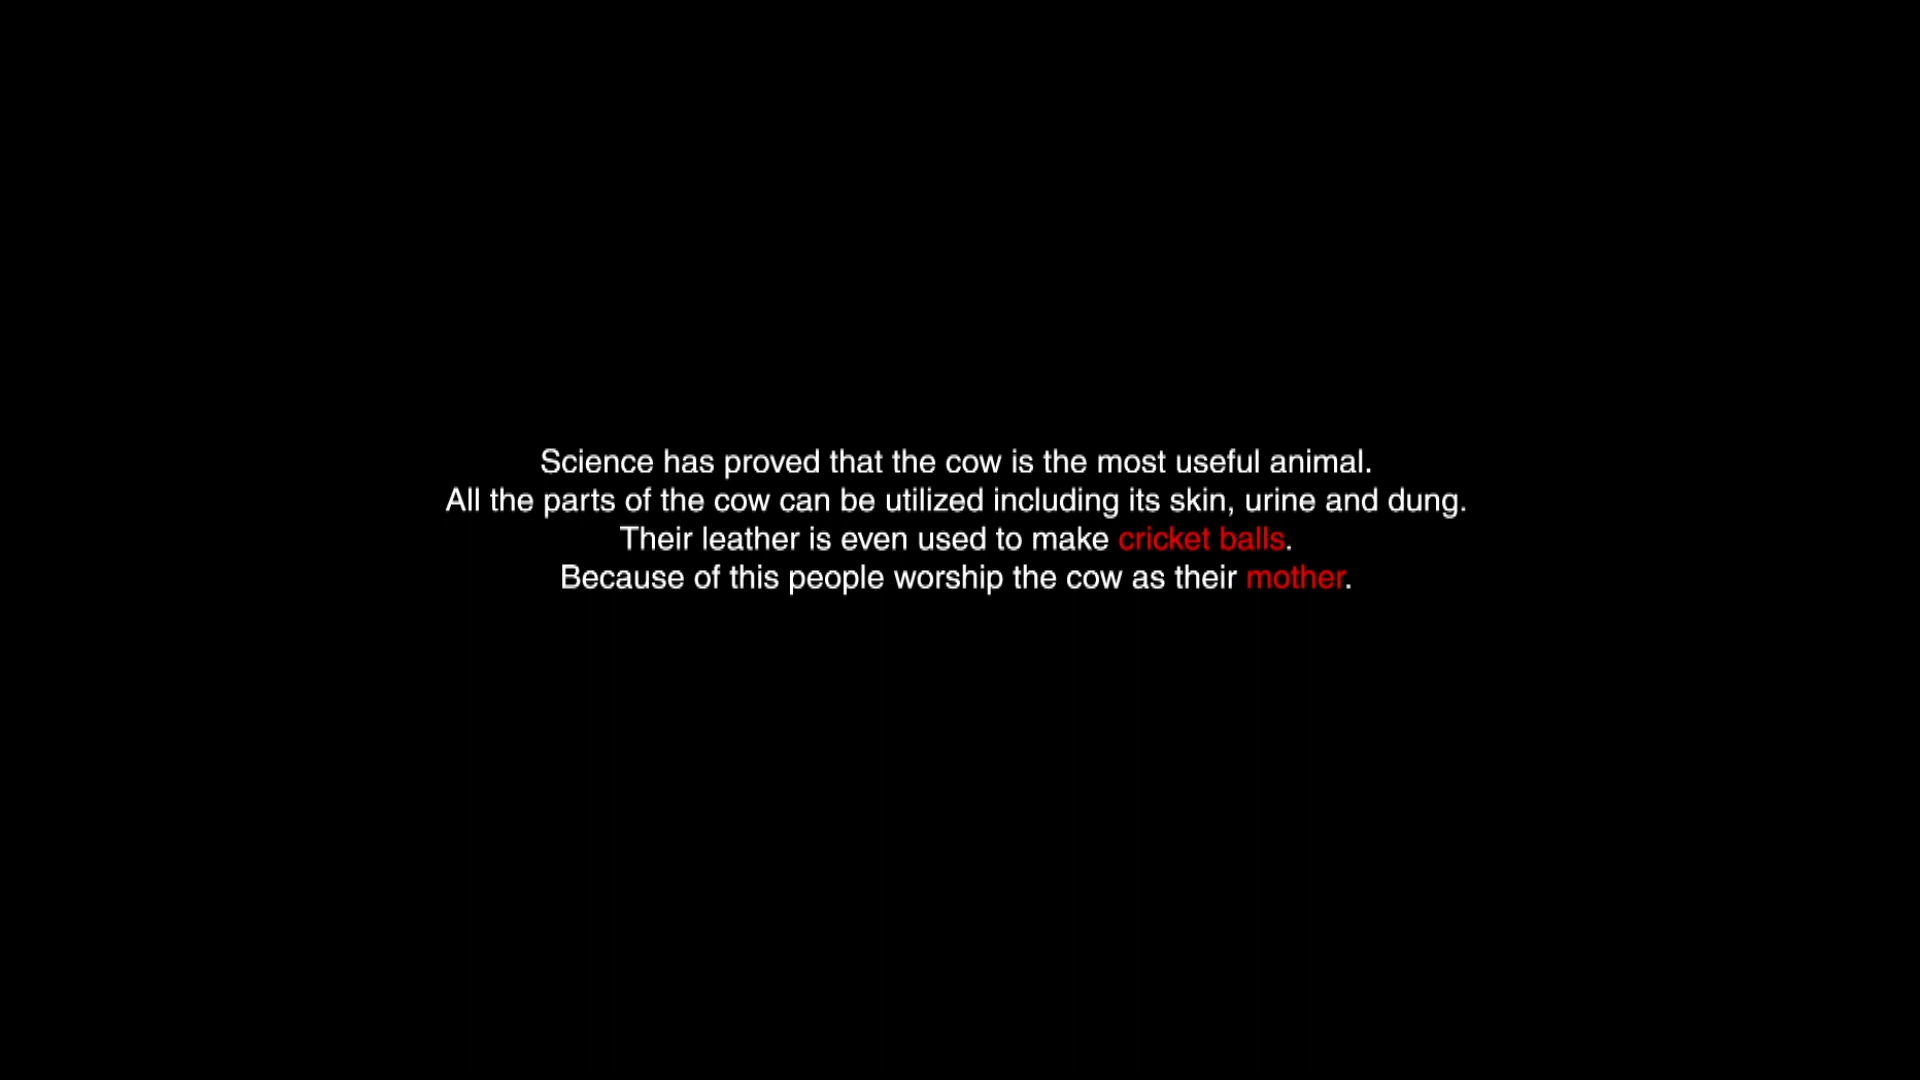 Science has proved that the cow is the most useful animal.
All the parts of the cow can be utilized including its skin, urine and dung.
Their leather is even used to make cricket balls.
Because of this people worship the cow as their mother.